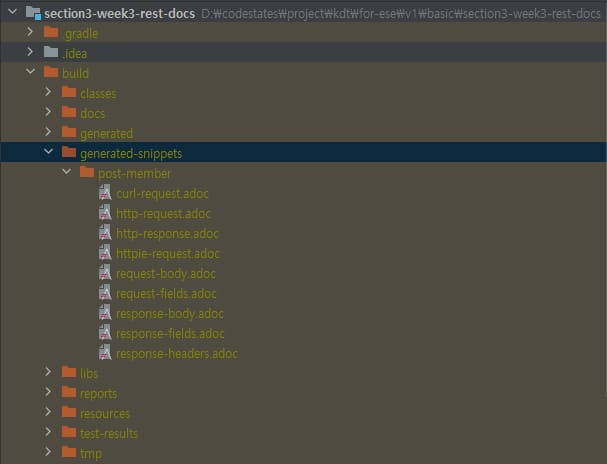 section3-week3-rest-docs D:₩codestates₩project₩kdt₩for-ese₩v1₩basic₩section3-week3-rest-docs
.gradle
.idea
build
classes
docs
generated
generated-snippets
post-member
curl-request.adoc
http-request.adoc
http-response.adoc
httpie-request.adoc
request-body.adoc
request-fields.adoc
response-body.adoc
response-fields.adoc
response-headers.adoc
libs
reports
resources
test-results
tmp